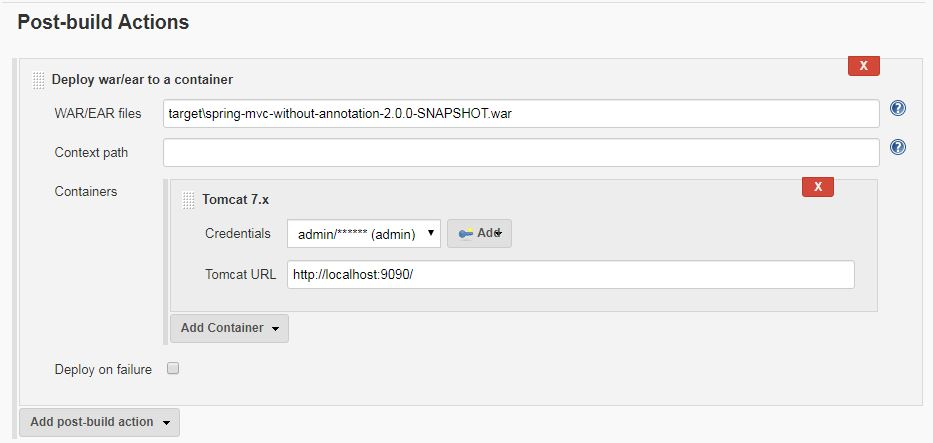 Post-build Actions
X
Deploy war/ear to a container
WAR/EAR files target\spring-mvc-without-annotation-2.0.0-SNAPSHOT.war ?
Context path ?
Containers
X
Tomcat 7.x
Credentials admin/****** (admin) Add
Tomcat URL http://localhost:9090/
Add Container
Deploy on failure
Add post-build action